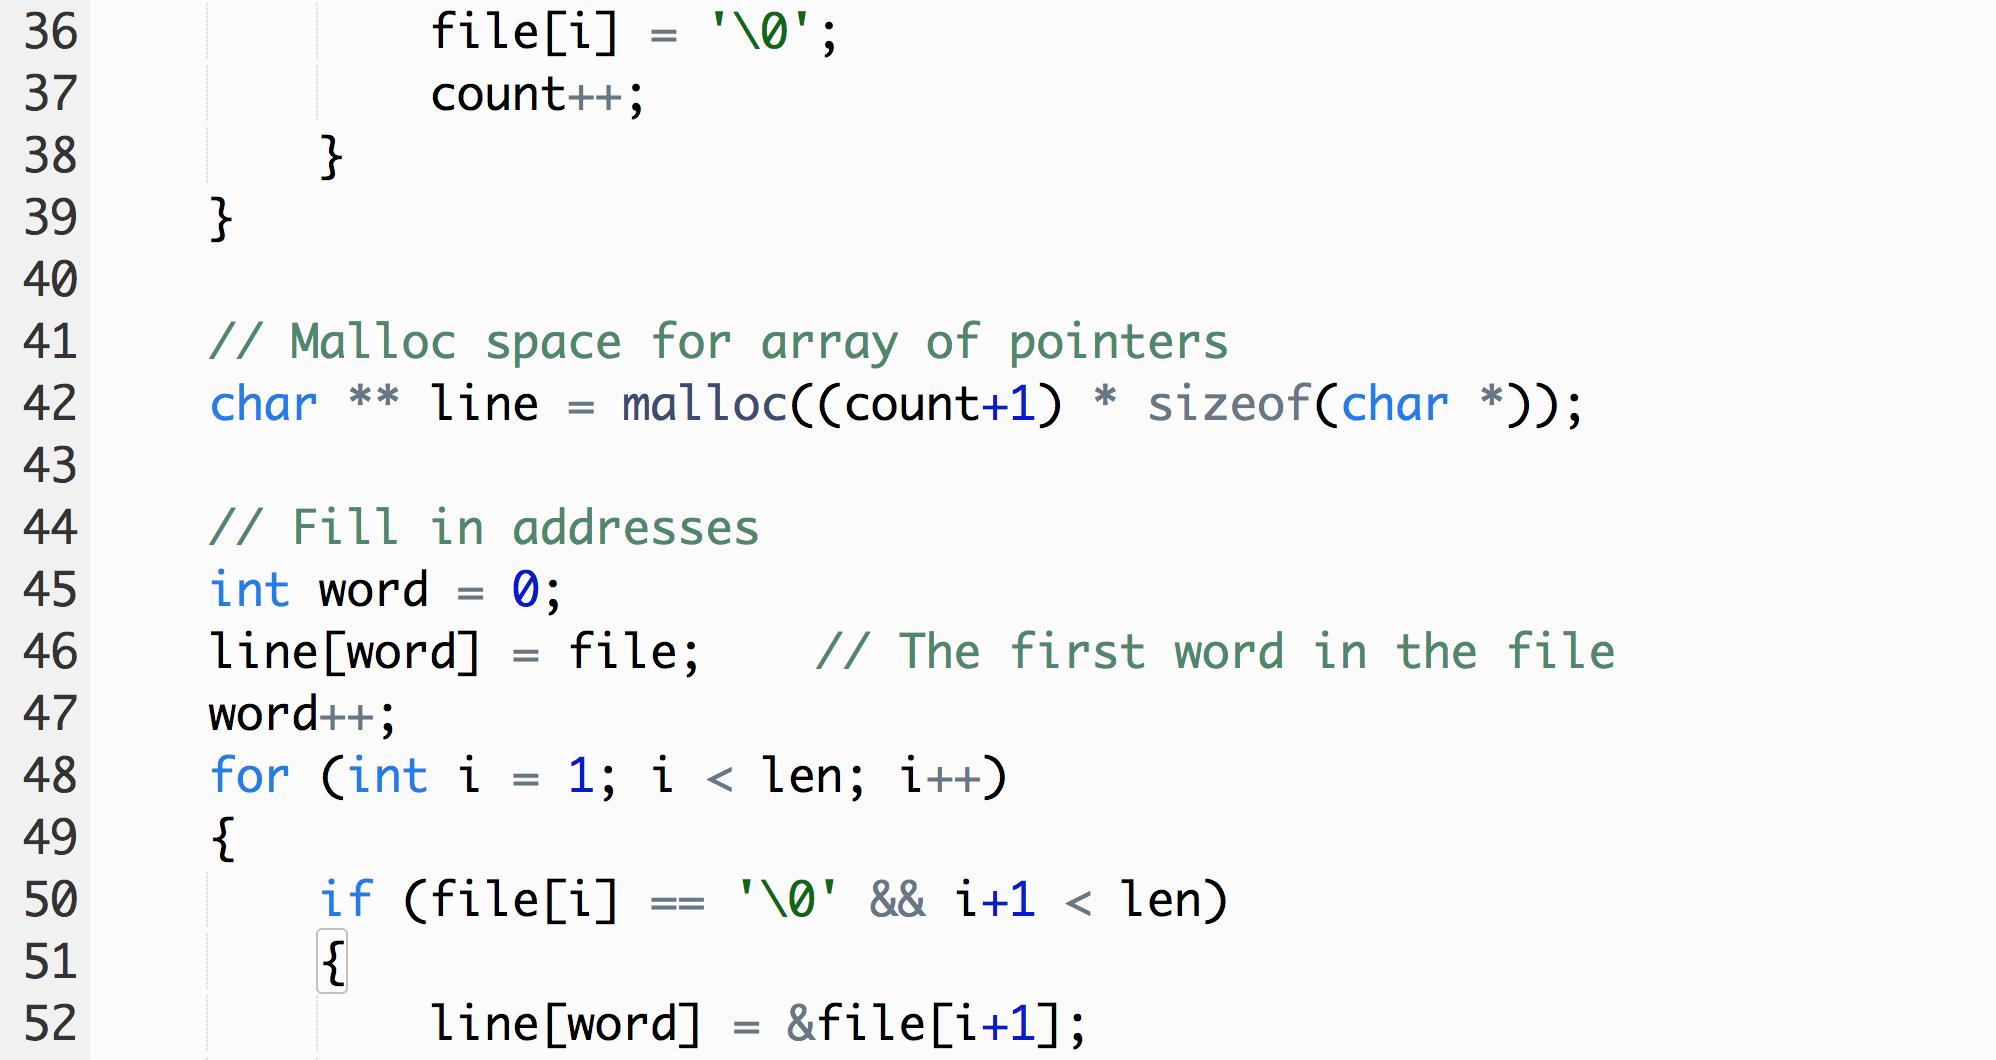 36 file[i] = '\0';
37 count++;
38 }
39 }
40
41 // Malloc space for array of pointers
42 char ** line = malloc((count+1) * sizeof(char *));
43
44 // Fill in addresses
45 int word = 0;
46 line[word] = file;    // The first word in the file
47 word++;
48 for (int i = 1; i < len; i++)
49 {
50 if (file[i] == '\0' && i+1 < len)
51 {
52 line[word] = &file[i+1];